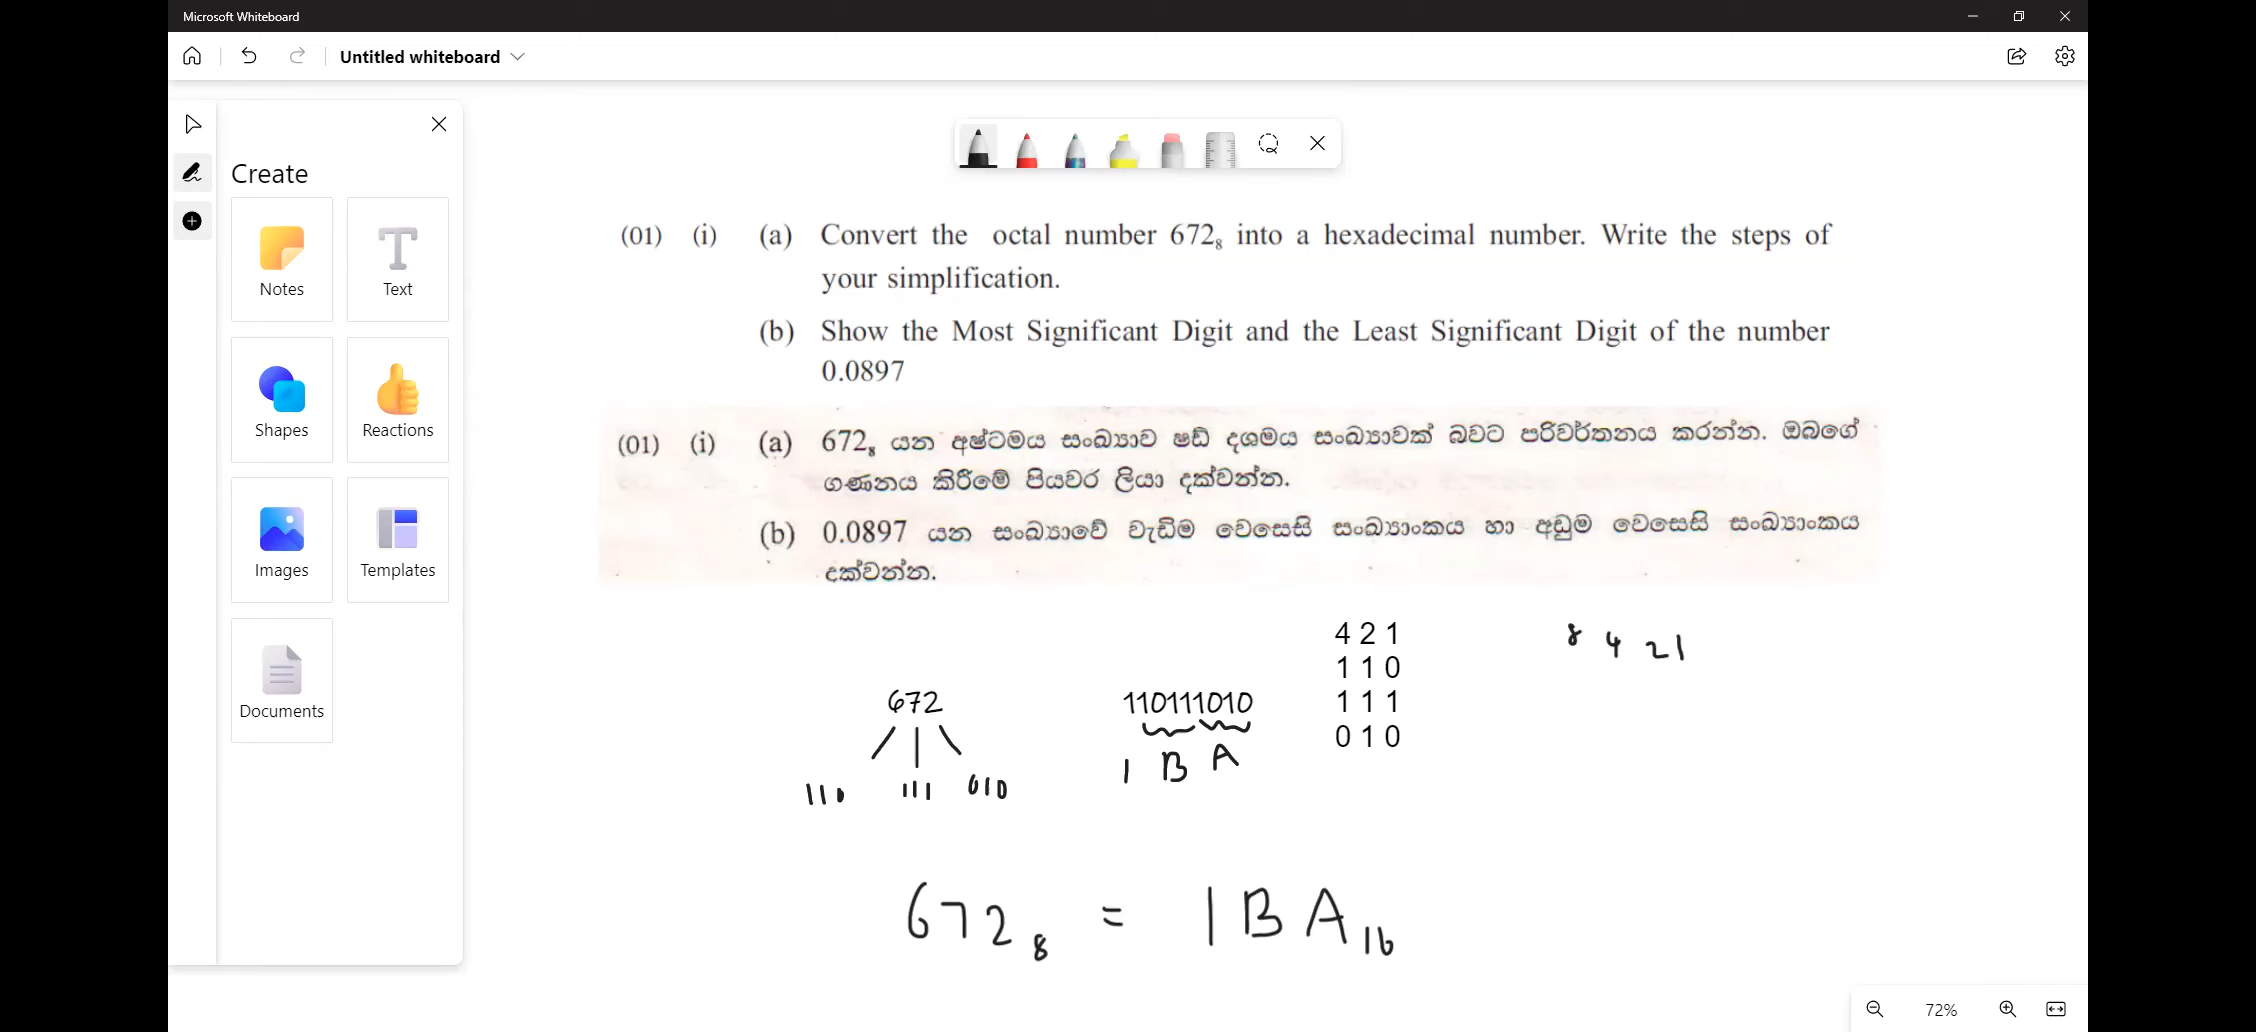 Microsoft Whiteboard
Untitled whiteboard
Create
Notes
Text
Shapes
Reactions
Images
Templates
Documents
(01) (i) (a) Convert the octal number 672₈ into a hexadecimal number. Write the steps of
your simplification.
(b) Show the Most Significant Digit and the Least Significant Digit of the number
0.0897
(01) (i) (a) 672₈ යන අෂ්ටමය සංඛ්‍යාව ෂඩ් දශමය සංඛ්‍යාවක් බවට පරිවර්තනය කරන්න. ඔබගේ
ගණනය කිරීමේ පියවර ලියා දක්වන්න.
(b) 0.0897 යන සංඛ්‍යාවේ වැඩිම වෙසෙසි සංඛ්‍යාංකය හා අඩුම වෙසෙසි සංඛ්‍යාංකය
දක්වන්න.
4 2 1
1 1 0
1 1 1
0 1 0
8 4 2 1
672
110 111 010
110111010
1 B A
672₈ = 1BA₁₆
72%